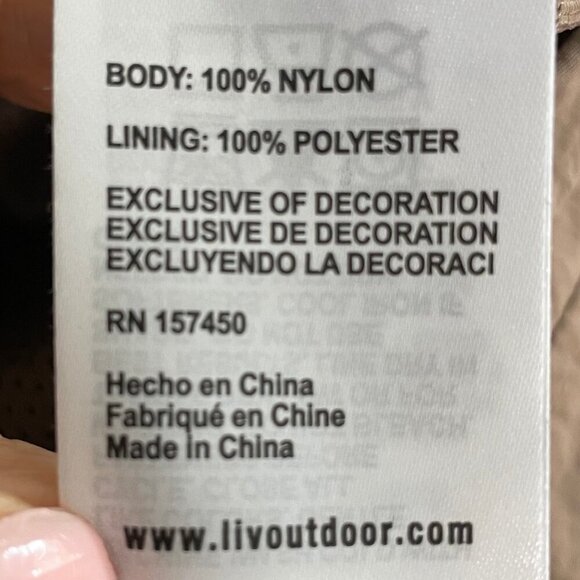 BODY: 100% NYLON
LINING: 100% POLYESTER
EXCLUSIVE OF DECORATION
EXCLUSIVE DE DECORATION
EXCLUYENDO LA DECORACI
RN 157450
Hecho en China
Fabriqué en Chine
Made in China
www.livoutdoor.com